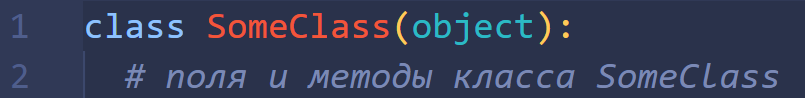 1 class SomeClass(object):
2 # поля и методы класса SomeClass